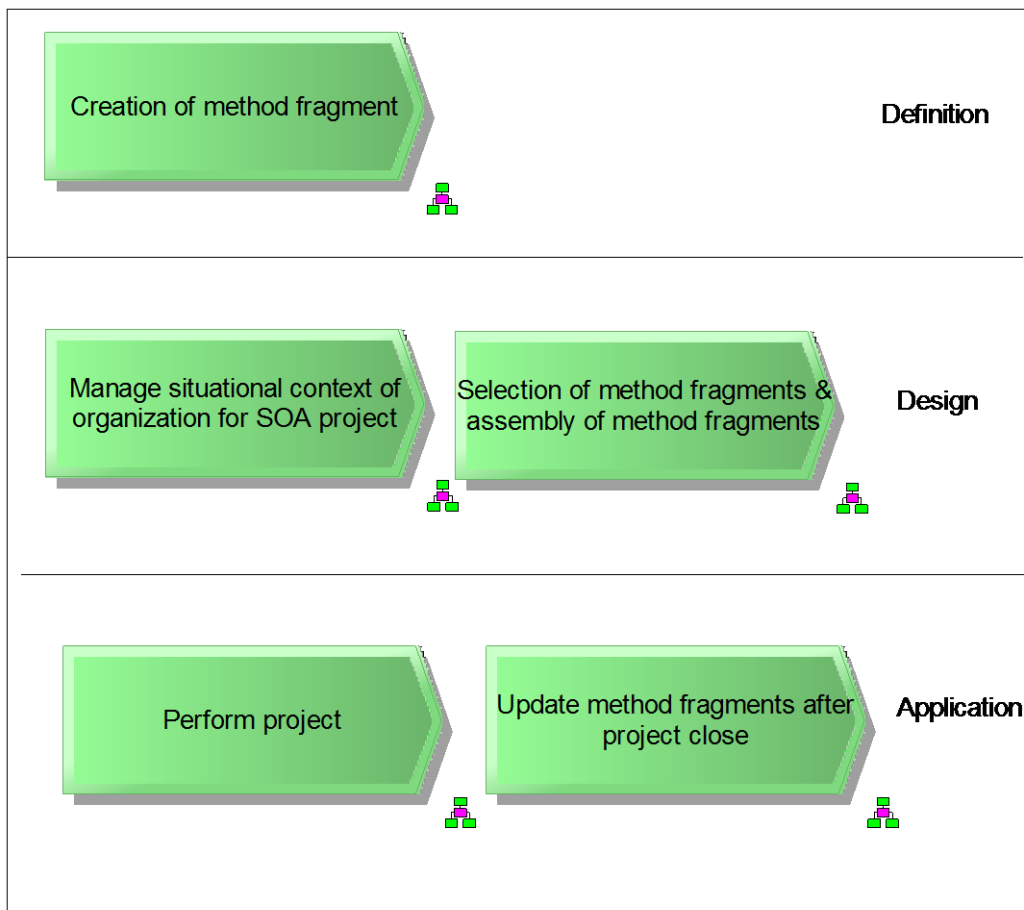 Creation of method fragment
Definition
Manage situational context of
organization for SOA project
Selection of method fragments &
assembly of method fragments
Design
Perform project
Update method fragments after
project close
Application